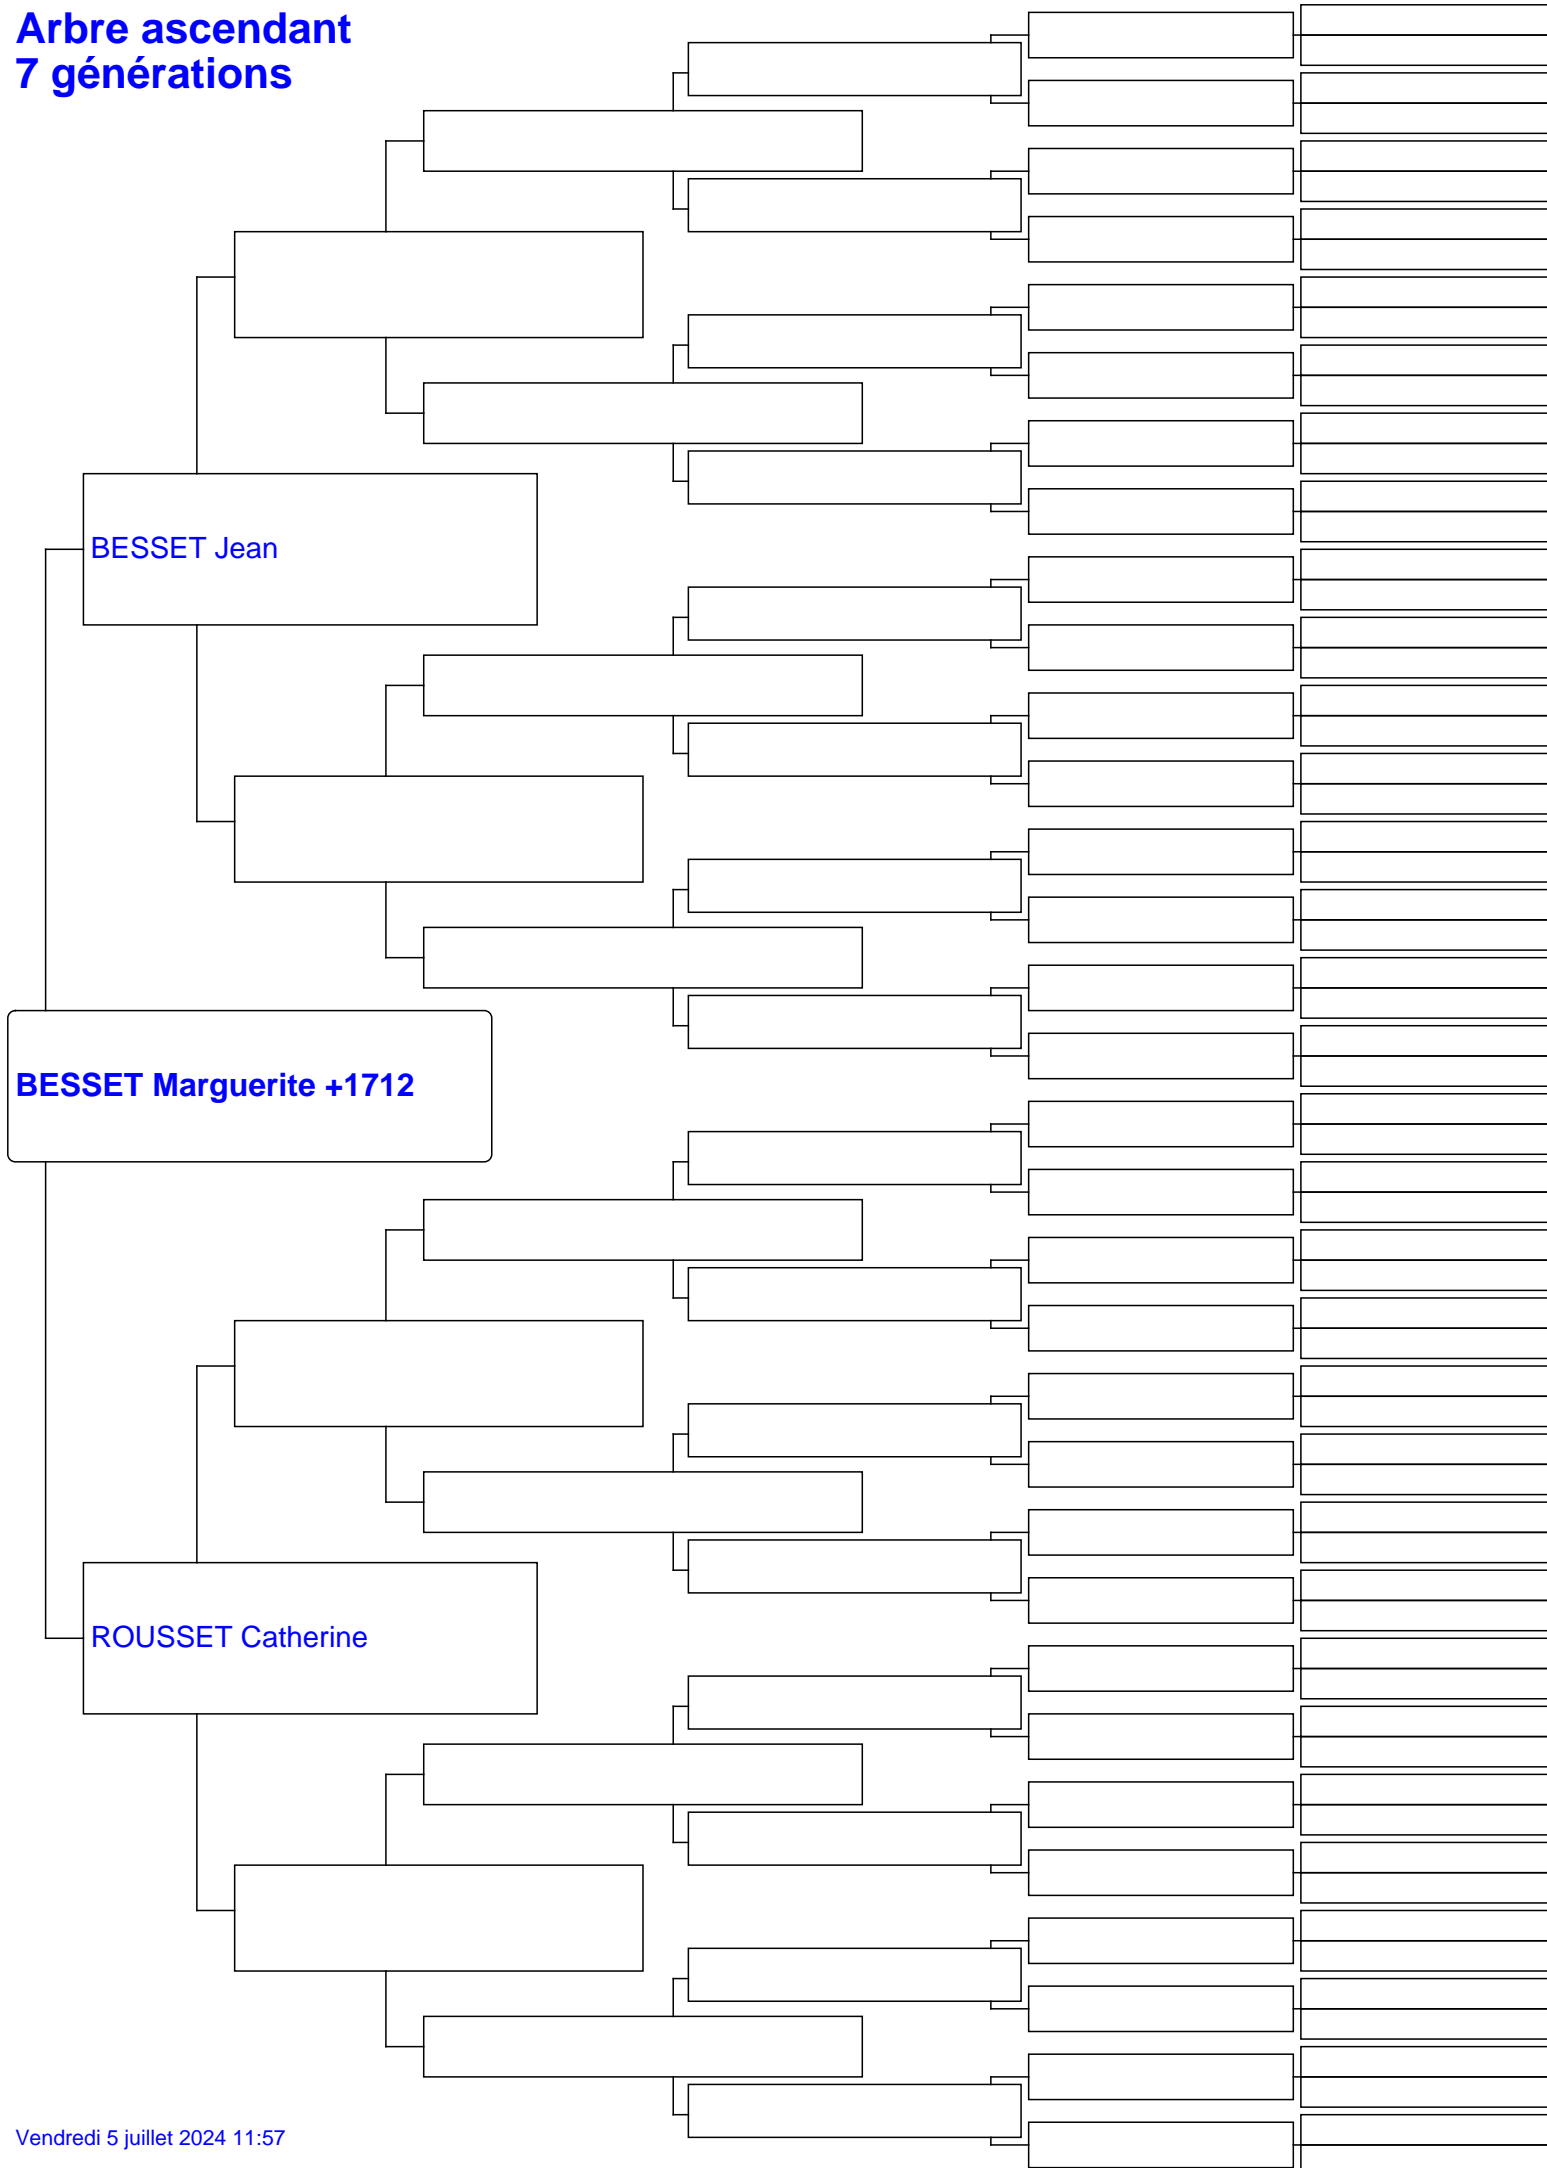 Arbre ascendant
7 générations
BESSET Jean
BESSET Marguerite +1712
ROUSSET Catherine
Vendredi 5 juillet 2024 11:57